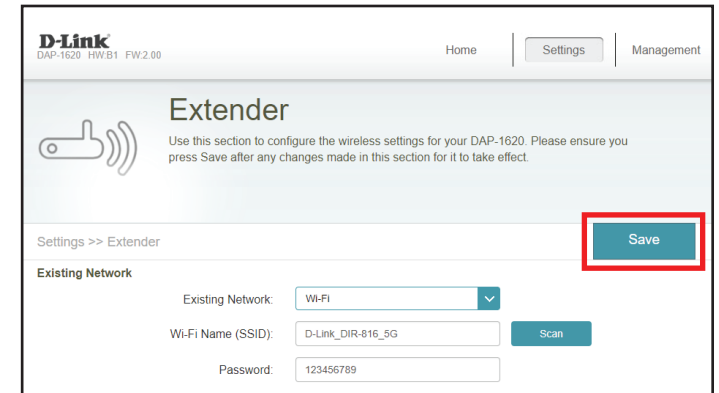 D-Link
DAP-1620 HW:B1 FW:2.00
Home
Settings
Management
Extender
Use this section to configure the wireless settings for your DAP-1620. Please ensure you
press Save after any changes made in this section for it to take effect.
Settings >> Extender
Save
Existing Network
Existing Network: Wi-Fi
Wi-Fi Name (SSID): D-Link_DIR-816_5G Scan
Password: 123456789